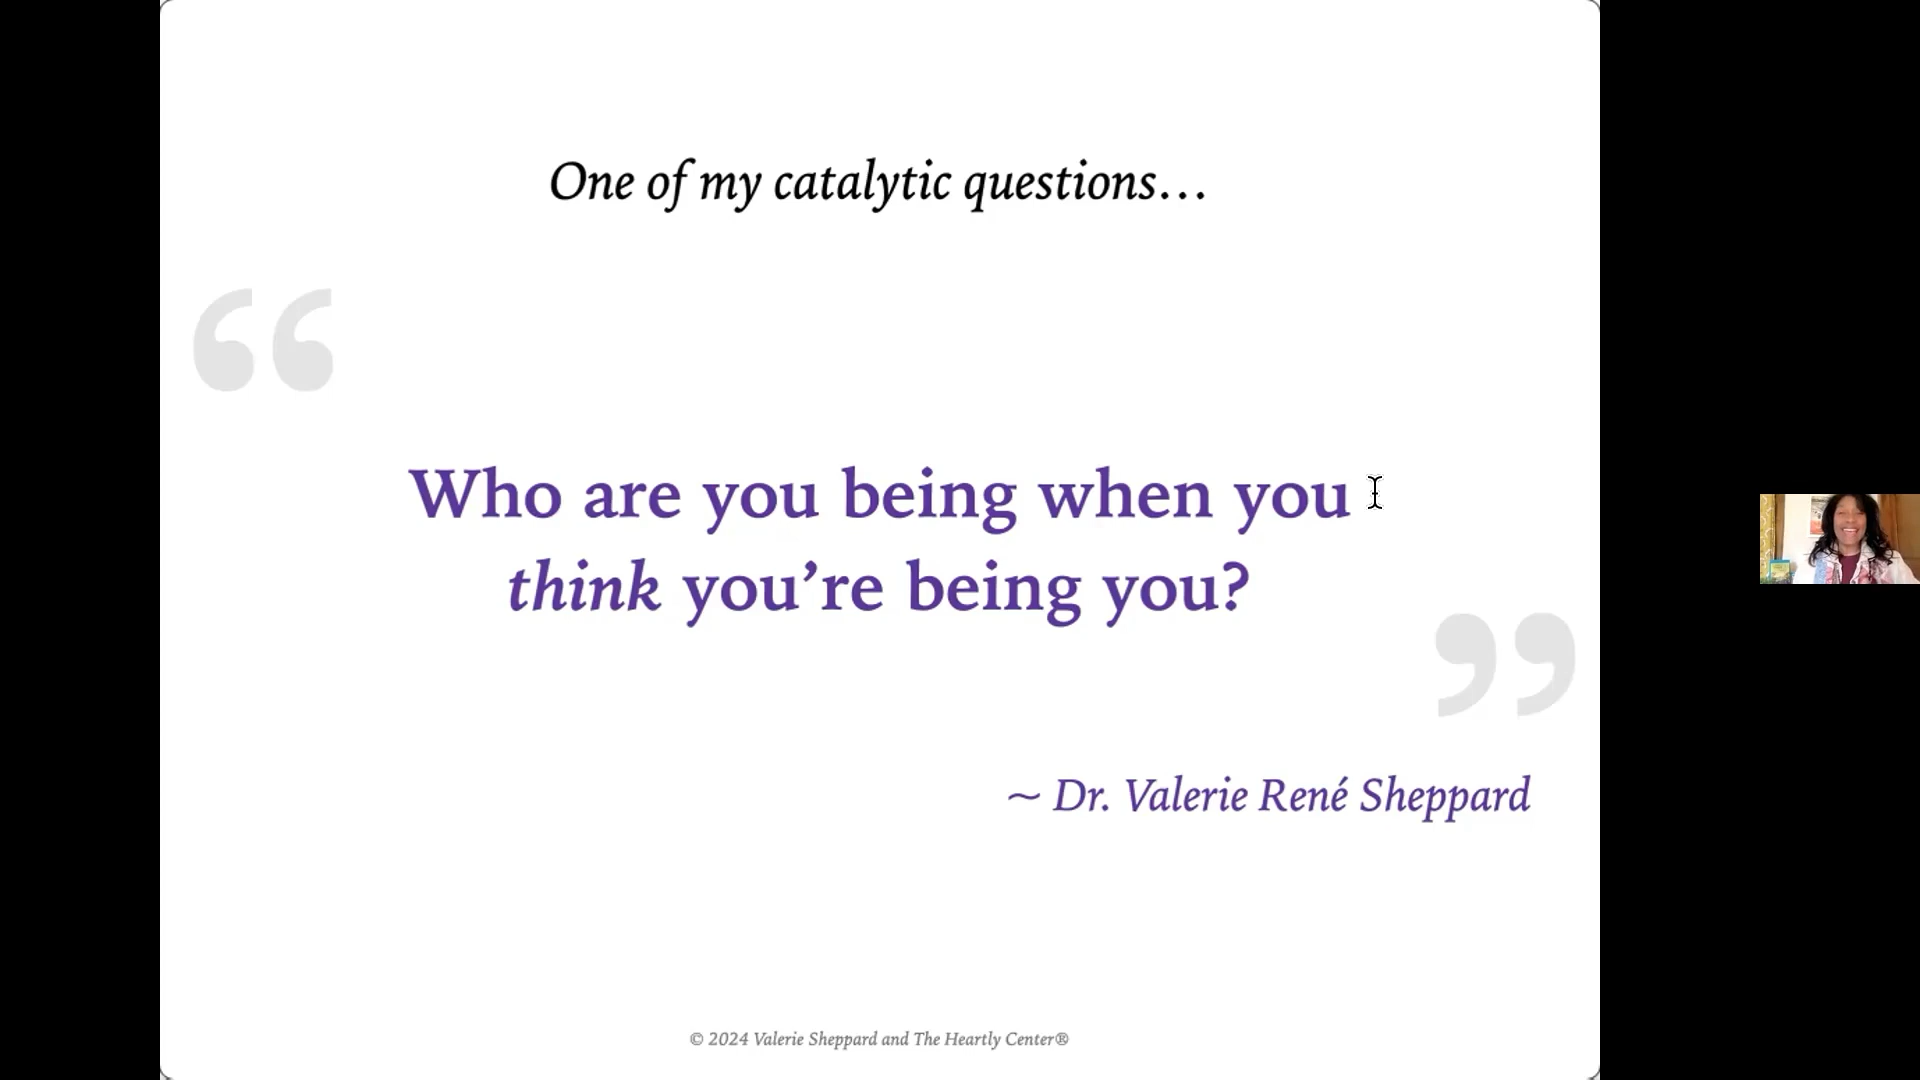 One of my catalytic questions…
“
Who are you being when you
think you’re being you?
”
~ Dr. Valerie René Sheppard
© 2024 Valerie Sheppard and The Heartly Center®